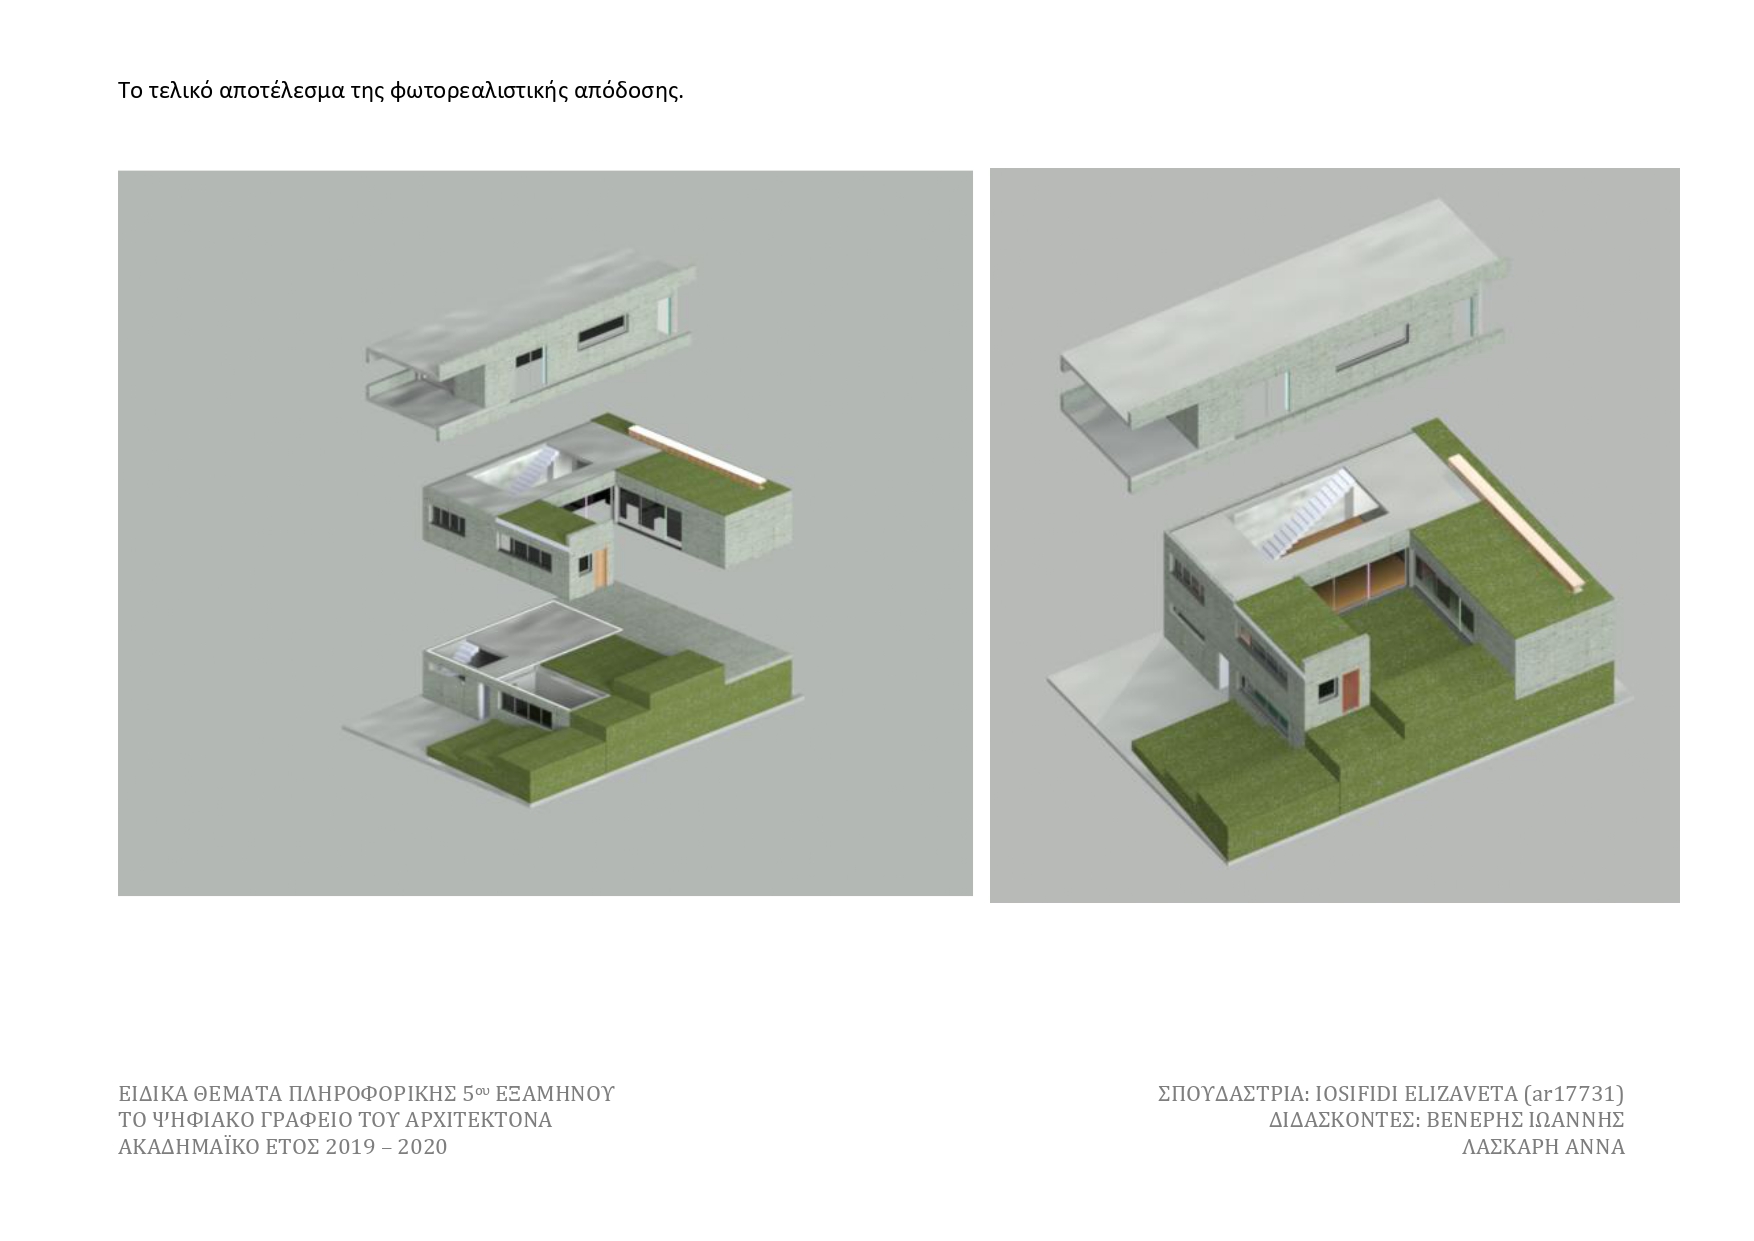 Το τελικό αποτέλεσμα της φωτορεαλιστικής απόδοσης.
ΕΙΔΙΚΑ ΘΕΜΑΤΑ ΠΛΗΡΟΦΟΡΙΚΗΣ 5ου ΕΞΑΜΗΝΟΥ
ΤΟ ΨΗΦΙΑΚΟ ΓΡΑΦΕΙΟ ΤΟΥ ΑΡΧΙΤΕΚΤΟΝΑ
ΑΚΑΔΗΜΑΪΚΟ ΕΤΟΣ 2019 – 2020
ΣΠΟΥΔΑΣΤΡΙΑ: IOSIFIDI ELIZAVETA (ar17731)
ΔΙΔΑΣΚΟΝΤΕΣ: ΒΕΝΕΡΗΣ ΙΩΑΝΝΗΣ
ΛΑΣΚΑΡΗ ΑΝΝΑ